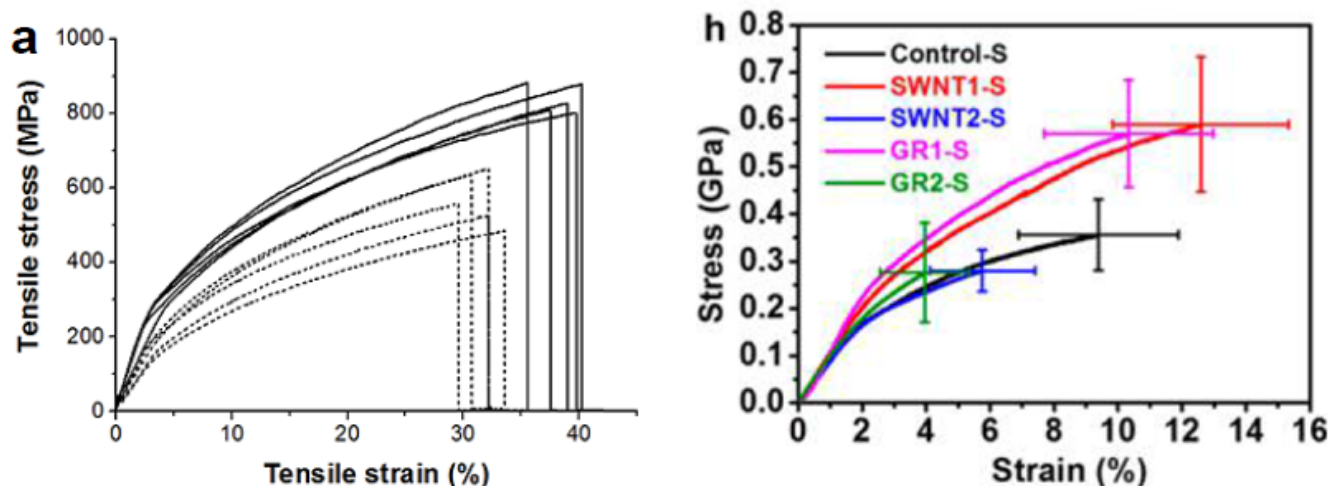 a
1000
800
600
400
200
0
Tensile stress (MPa)
0 10 20 30 40
Tensile strain (%)
h
0.8
0.7
0.6
0.5
0.4
0.3
0.2
0.1
0.0
Stress (GPa)
Control-S
SWNT1-S
SWNT2-S
GR1-S
GR2-S
0 2 4 6 8 10 12 14 16
Strain (%)